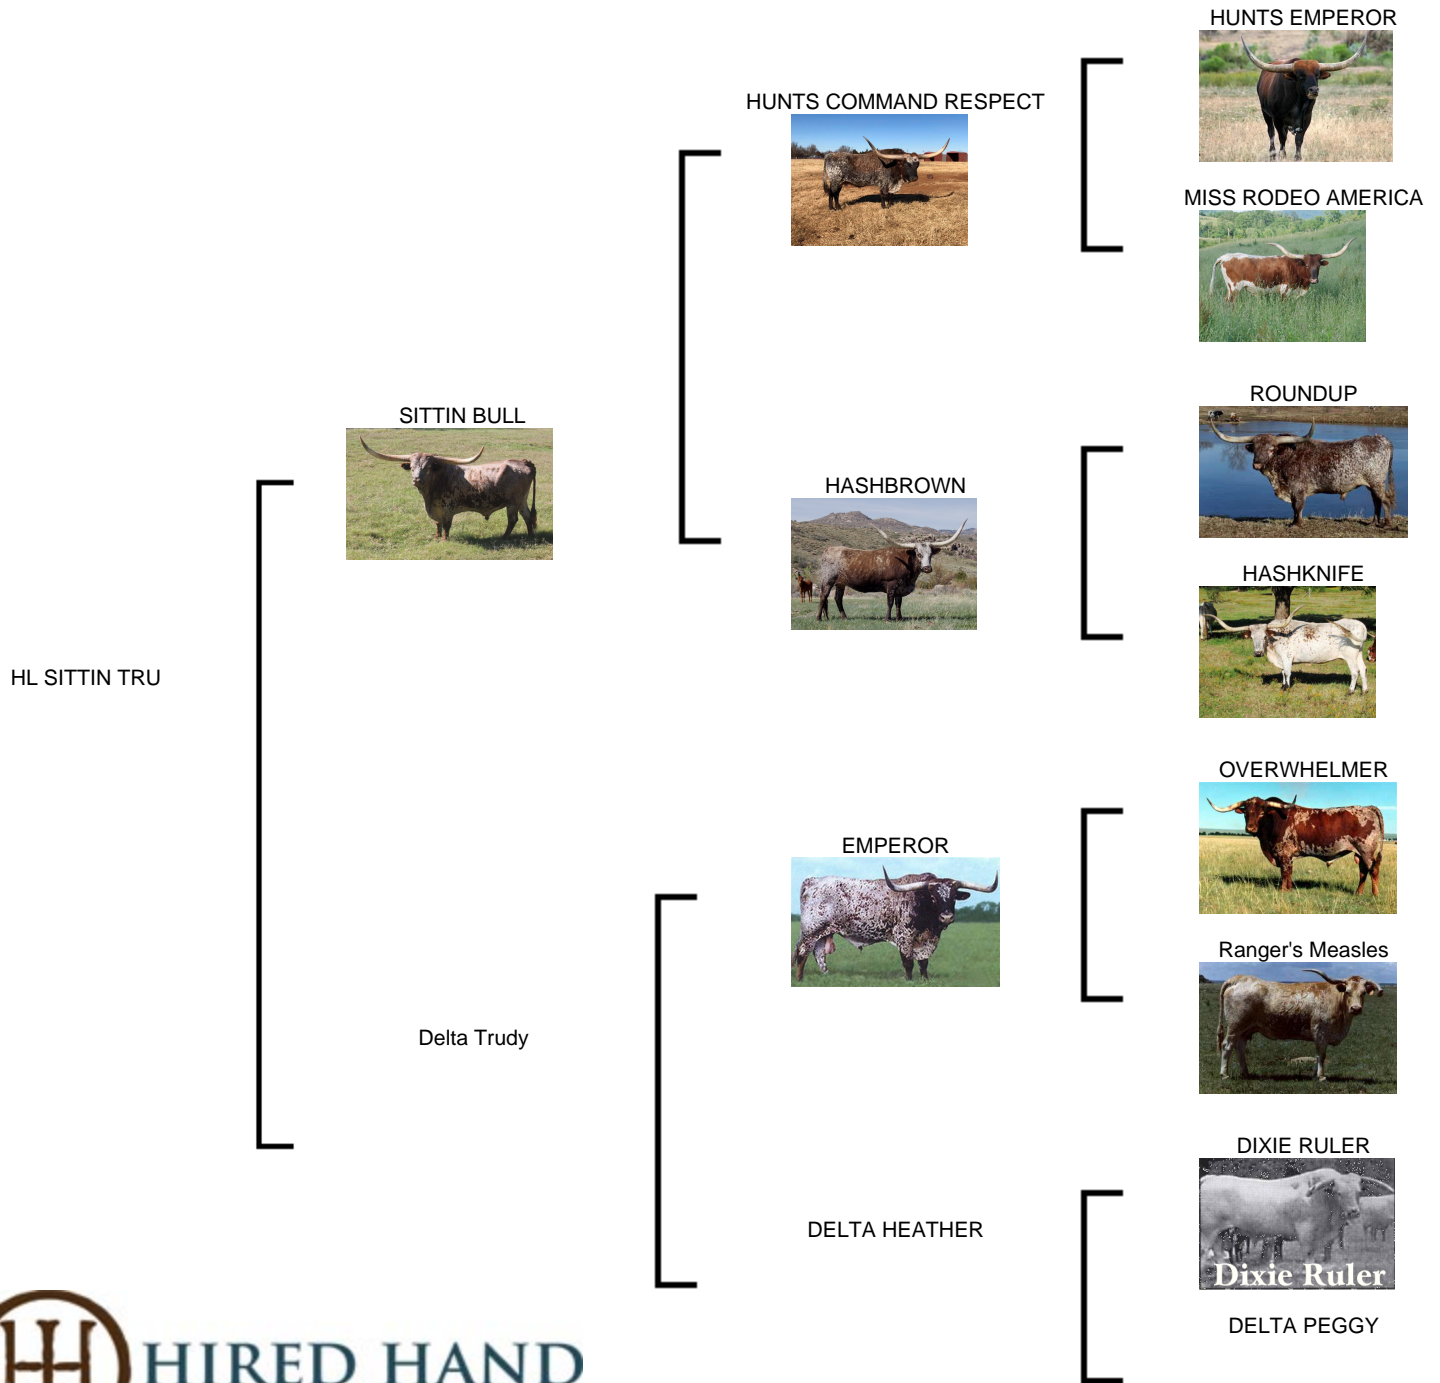 HUNTS EMPEROR
HUNTS COMMAND RESPECT
MISS RODEO AMERICA
SITTIN BULL
ROUNDUP
HASHBROWN
HASHKNIFE
HL SITTIN TRU
OVERWHELMER
EMPEROR
Ranger's Measles
Delta Trudy
DIXIE RULER
DELTA HEATHER
Dixie Ruler
DELTA PEGGY
HIRED HAND